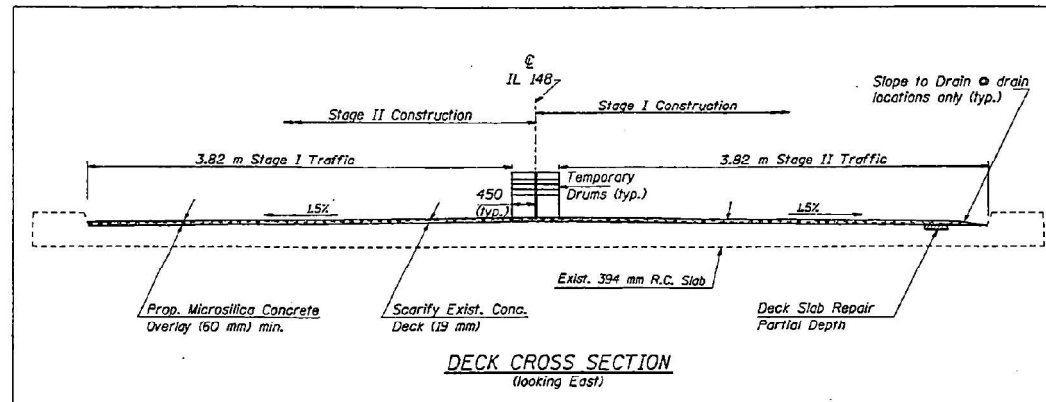 ℄
IL 148
Slope to Drain @ drain
locations only (typ.)
Stage I Construction
Stage II Construction
3.82 m Stage I Traffic
3.82 m Stage II Traffic
Temporary
Drums (typ.)
450
(typ.)
1.5%
1.5%
Exist. 394 mm R.C. Slab
Prop. Microsilica Concrete
Overlay (60 mm) min.
Scarify Exist. Conc.
Deck (19 mm)
Deck Slab Repair
Partial Depth
DECK CROSS SECTION
(looking East)